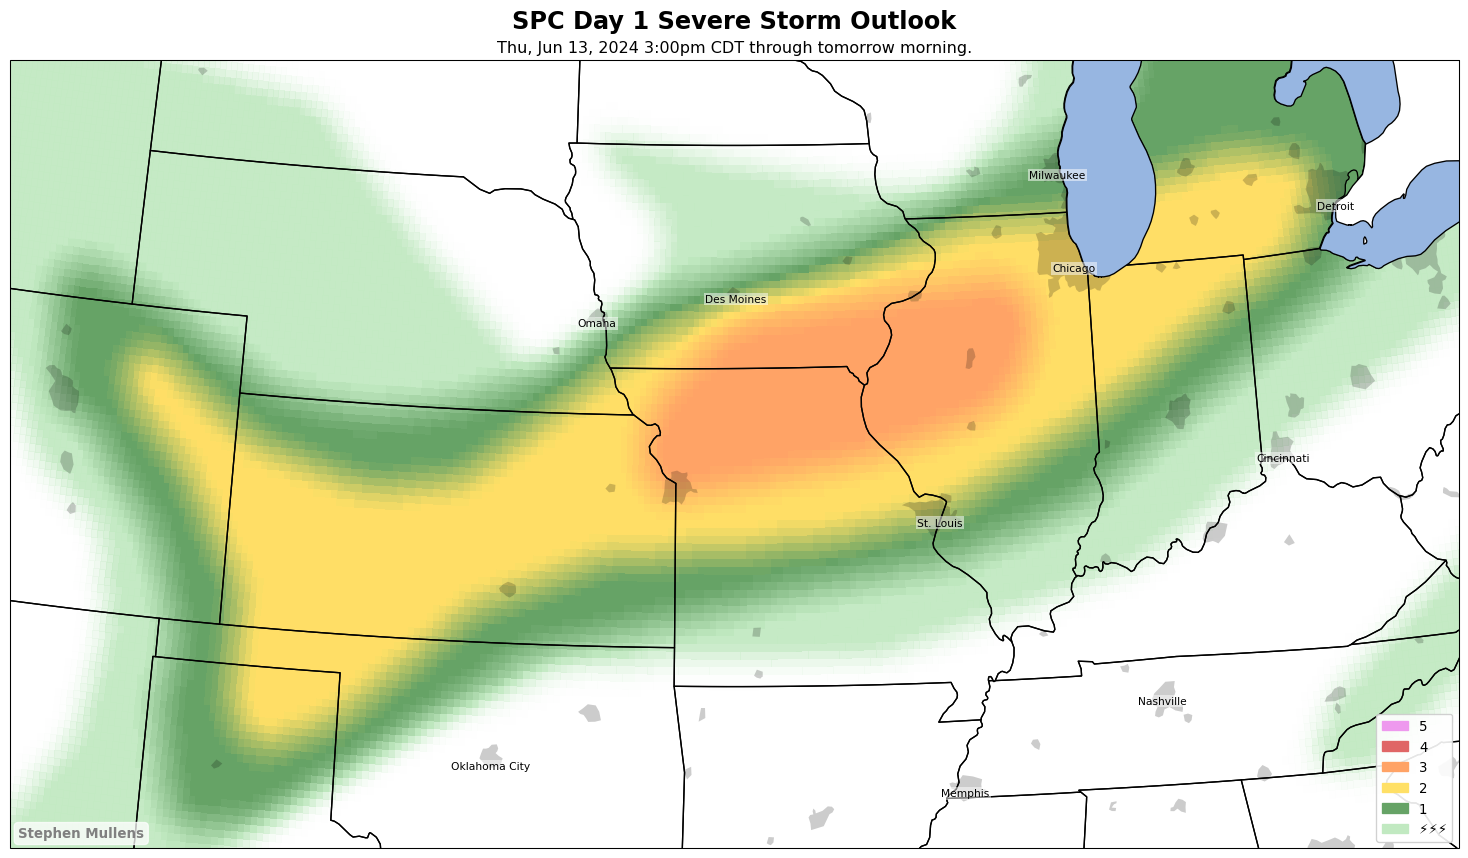 SPC Day 1 Severe Storm Outlook
Thu, Jun 13, 2024 3:00pm CDT through tomorrow morning.
Milwaukee
Detroit
Chicago
Des Moines
Omaha
Cincinnati
St. Louis
Nashville
Oklahoma City
Memphis
5
4
3
2
1
⚡⚡⚡
Stephen Mullens